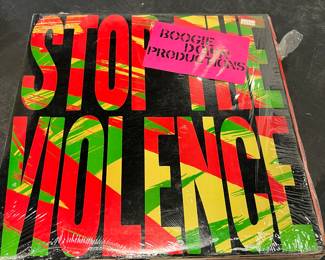 STOP THE
BOOGIE
DOWN
PRODUCTIONS
VIOLENCE